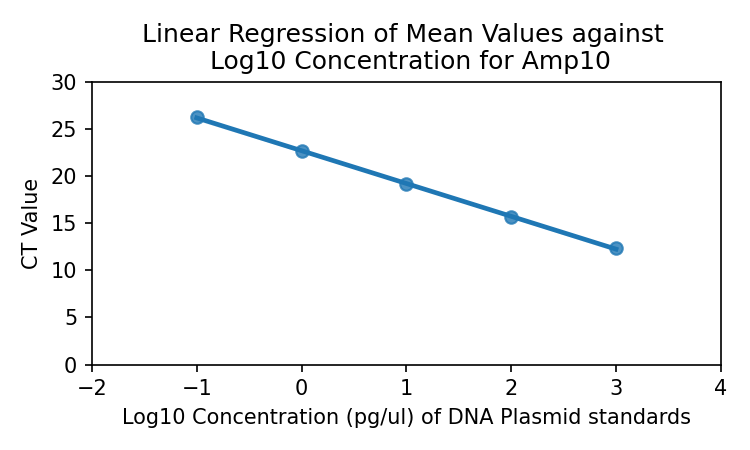 Linear Regression of Mean Values against
Log10 Concentration for Amp10
30
25
20
15
10
5
0
CT Value
−2 −1 0 1 2 3 4
Log10 Concentration (pg/ul) of DNA Plasmid standards